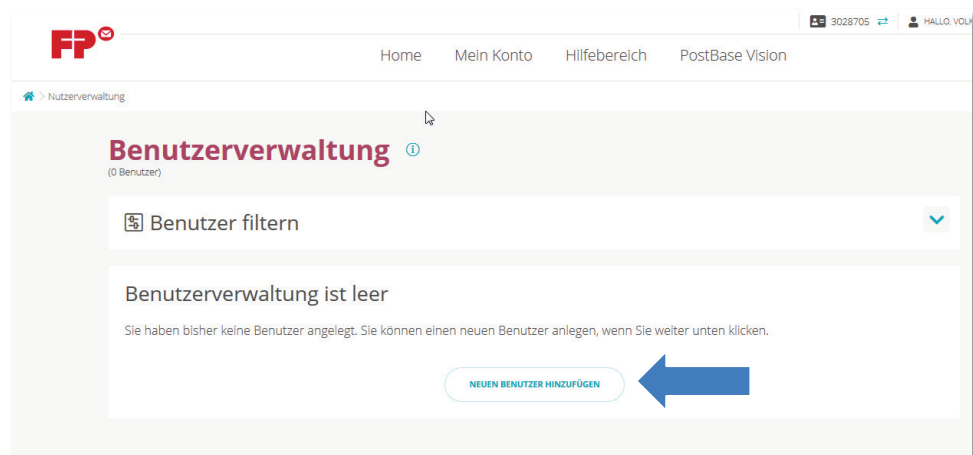 3028705
HALLO, VOLK
FP
Home Mein Konto Hilfebereich PostBase Vision
Nutzerverwaltung
Benutzerverwaltung
(0 Benutzer)
Benutzer filtern
Benutzerverwaltung ist leer
Sie haben bisher keine Benutzer angelegt. Sie können einen neuen Benutzer anlegen, wenn Sie weiter unten klicken.
NEUEN BENUTZER HINZUFÜGEN